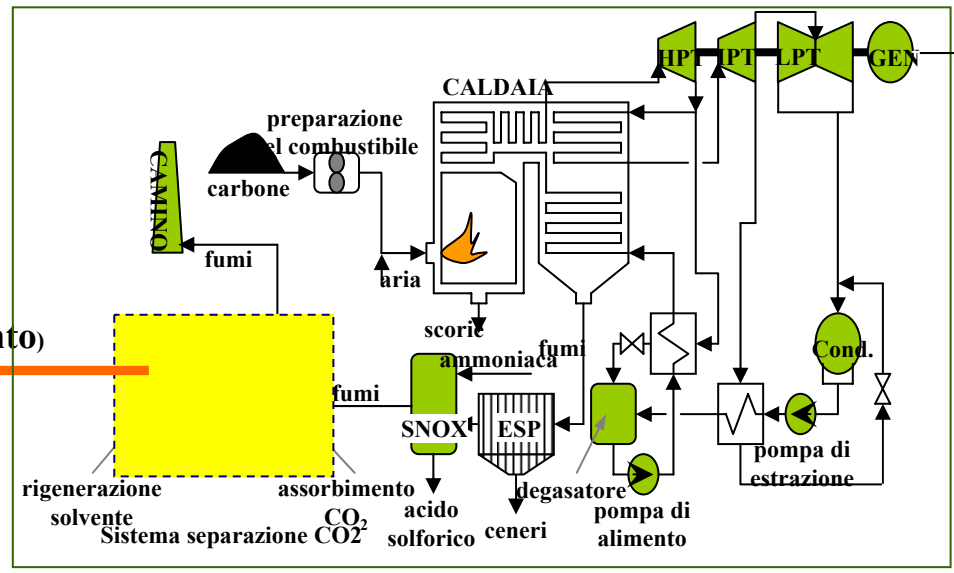 HPT
IPT
LPT
GEN
CALDAIA
preparazione
el combustibile
carbone
CAMINO
fumi
aria
scorie
ammoniaca
fumi
Cond.
nto)
fumi
SNOX
ESP
degasatore
pompa di
estrazione
pompa di
alimento
rigenerazione
solvente
assorbimento
CO2
Sistema separazione CO2
acido
solforico
ceneri